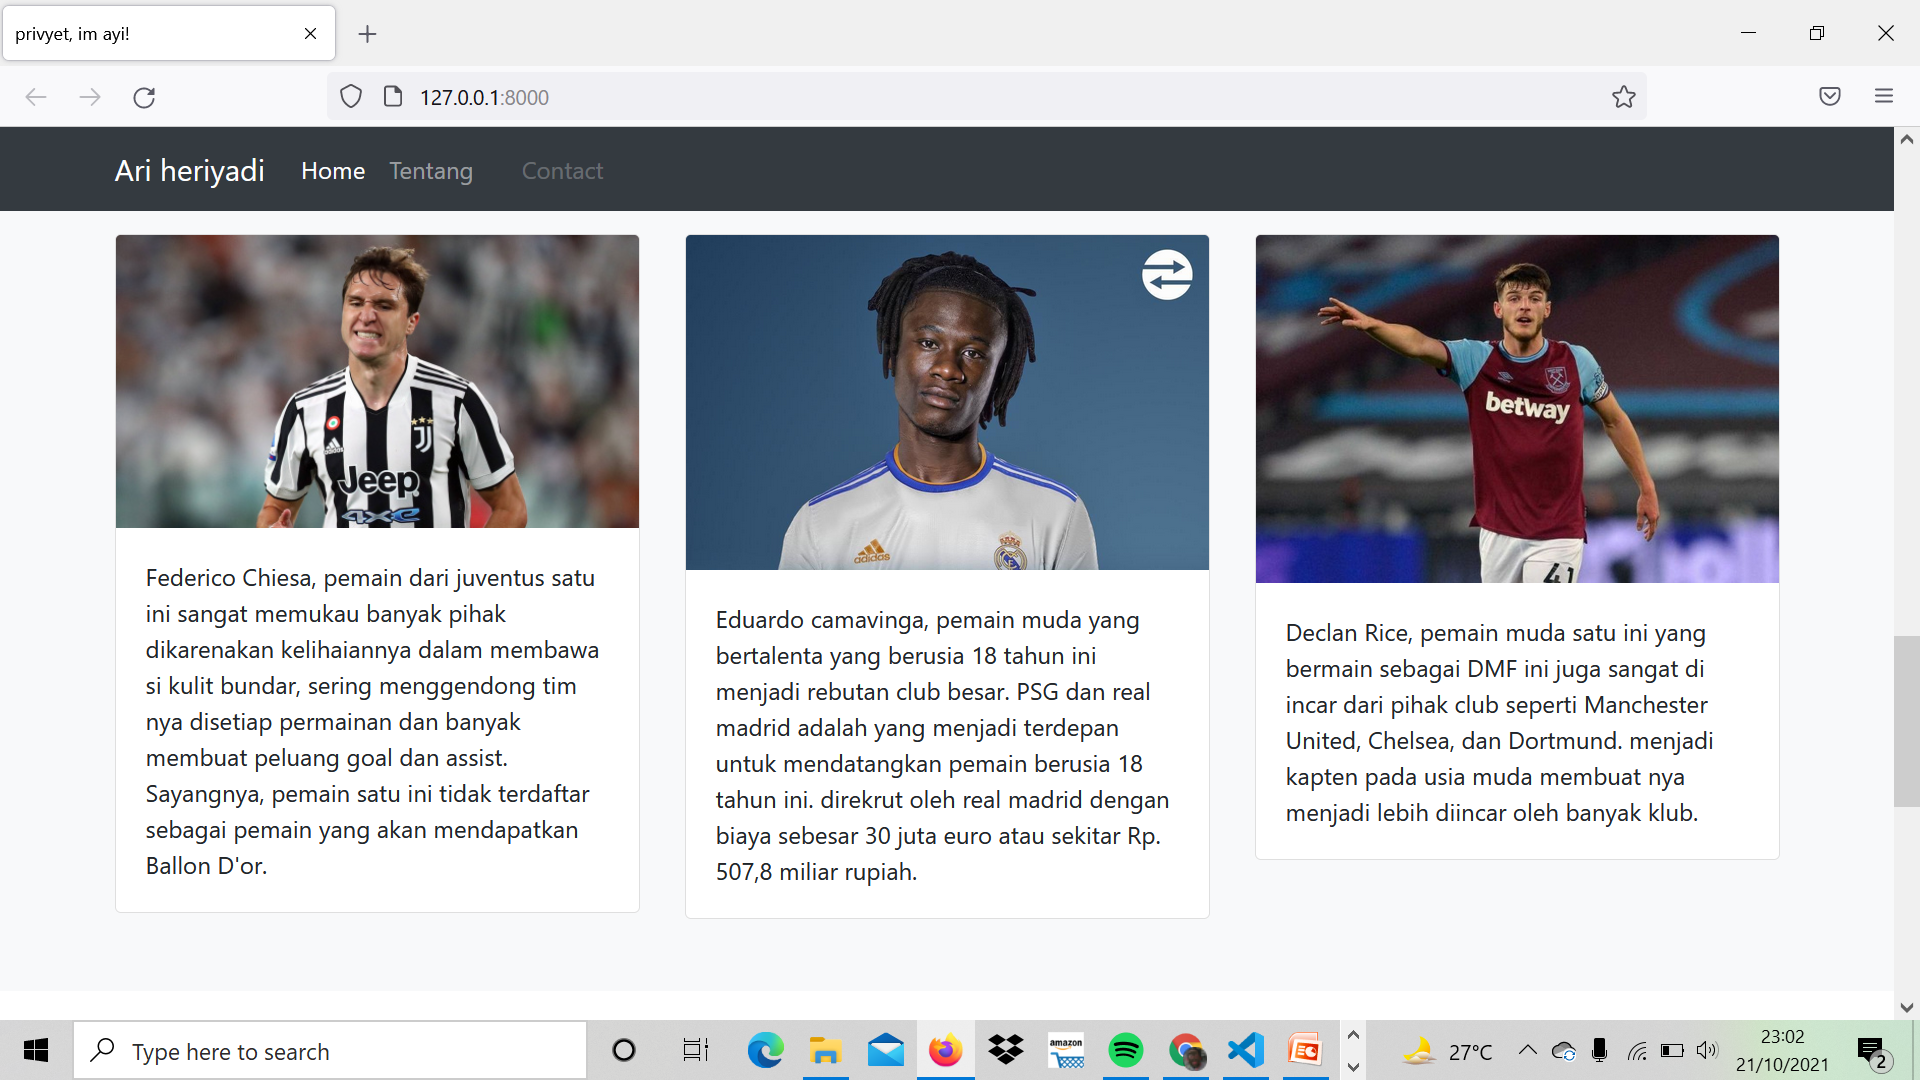 privyet, im ayi!
127.0.0.1:8000
Ari heriyadi Home Tentang Contact
Jeep
4xe
adidas
betway
41
Federico Chiesa, pemain dari juventus satu
ini sangat memukau banyak pihak
dikarenakan kelihaiannya dalam membawa
si kulit bundar, sering menggendong tim
nya disetiap permainan dan banyak
membuat peluang goal dan assist.
Sayangnya, pemain satu ini tidak terdaftar
sebagai pemain yang akan mendapatkan
Ballon D'or.
Eduardo camavinga, pemain muda yang
bertalenta yang berusia 18 tahun ini
menjadi rebutan club besar. PSG dan real
madrid adalah yang menjadi terdepan
untuk mendatangkan pemain berusia 18
tahun ini. direkrut oleh real madrid dengan
biaya sebesar 30 juta euro atau sekitar Rp.
507,8 miliar rupiah.
Declan Rice, pemain muda satu ini yang
bermain sebagai DMF ini juga sangat di
incar dari pihak club seperti Manchester
United, Chelsea, dan Dortmund. menjadi
kapten pada usia muda membuat nya
menjadi lebih diincar oleh banyak klub.
Type here to search
amazon
27°C
23:02
21/10/2021
2